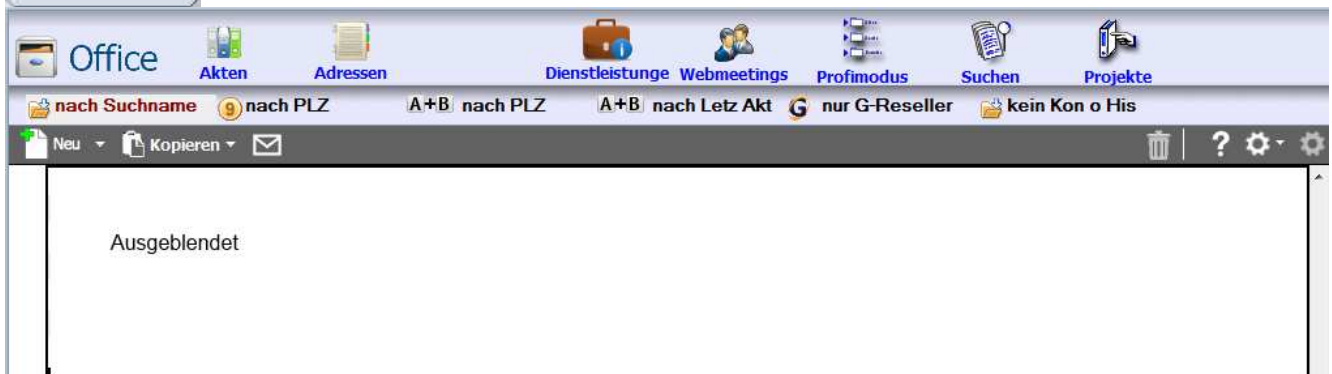 Office
Akten Adressen Dienstleistunge Webmeetings Profimodus Suchen Projekte
nach Suchname 9 nach PLZ A+B nach PLZ A+B nach Letz Akt G nur G-Reseller kein Kon o His
Neu Kopieren ?
Ausgeblendet